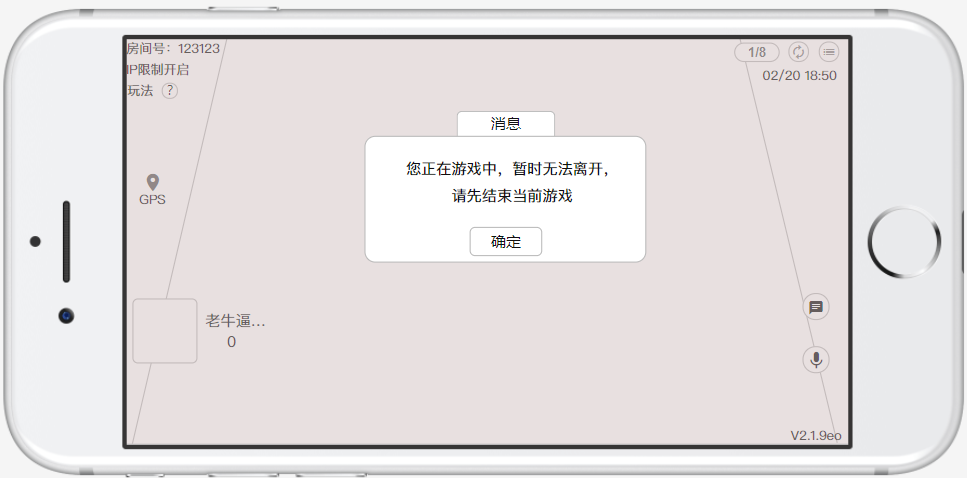 房间号：123123
IP限制开启
玩法 ?
1/8
02/20 18:50
消息
您正在游戏中，暂时无法离开，
请先结束当前游戏
确定
GPS
老牛逼...
0
V2.1.9eo